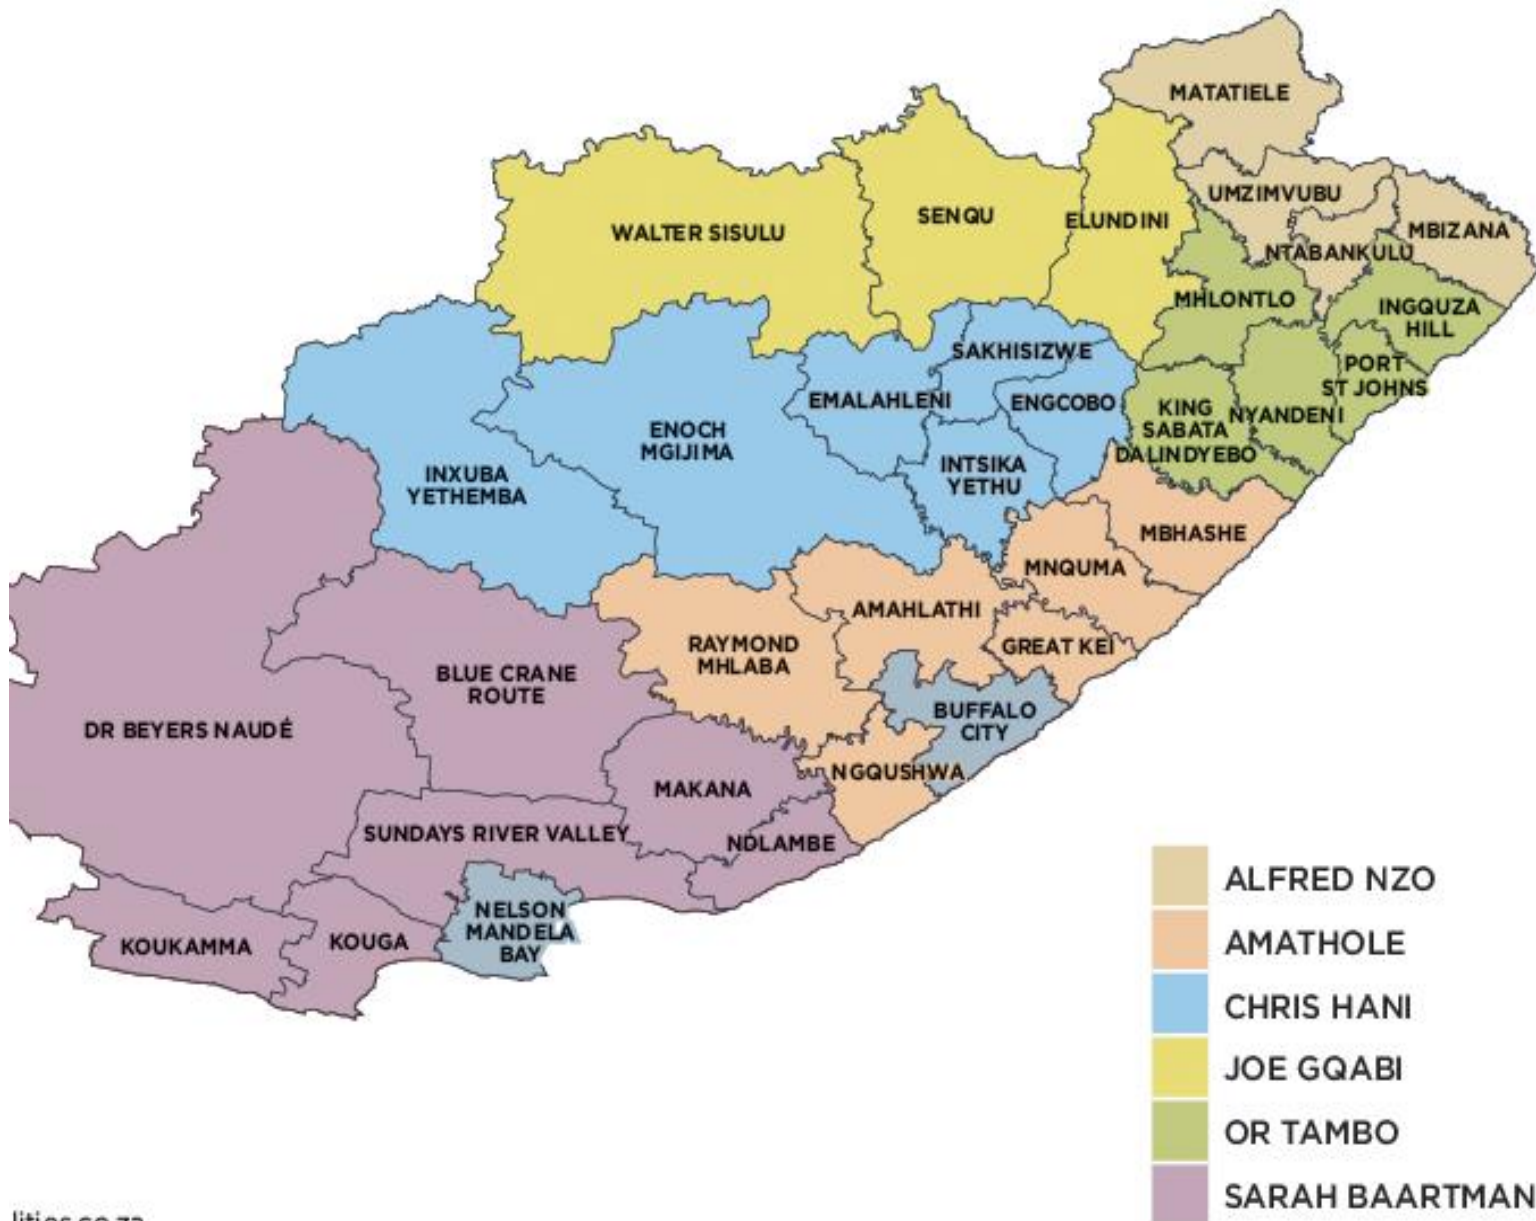 MATATIELE
UMZIMVUBU
WALTER SISULU
SENQU
ELUNDINI
MBIZANA
NTABANKULU
MHLONTLO
INGQUZA
HILL
SAKHISIZWE
PORT
ST JOHNS
EMALAHLENI
ENGCOBO
KING
SABATA
DALINDYEBO
NYANDENI
ENOCH
MGIJIMA
INXUBA
YETHEMBA
INTSIKA
YETHU
MBHASHE
MNQUMA
AMAHLATHI
RAYMOND
MHLABA
GREAT KEI
BLUE CRANE
ROUTE
BUFFALO
CITY
DR BEYERS NAUDÉ
NGQUSHWA
MAKANA
SUNDAYS RIVER VALLEY
NDLAMBE
NELSON
MANDELA
BAY
KOUKAMMA
KOUGA
ALFRED NZO
AMATHOLE
CHRIS HANI
JOE GQABI
OR TAMBO
SARAH BAARTMAN